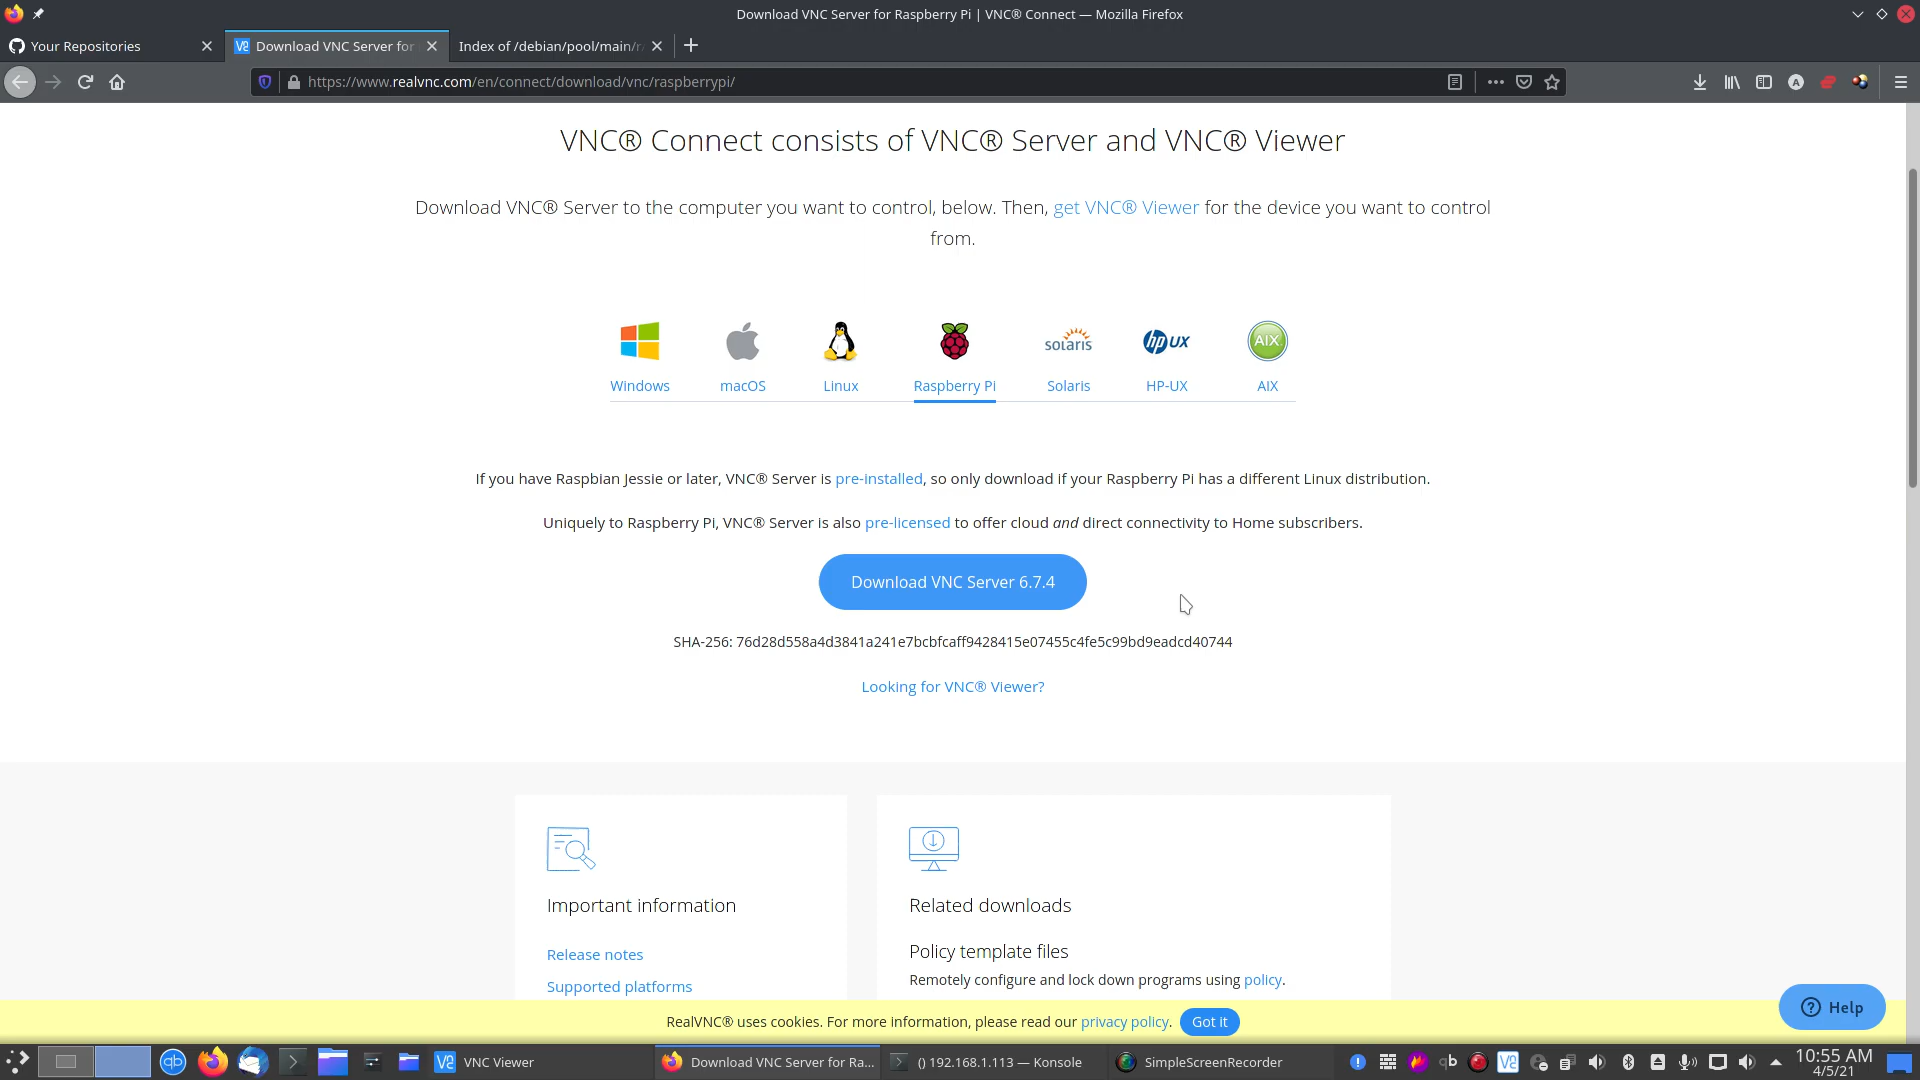 Download VNC Server for Raspberry Pi | VNC® Connect — Mozilla Firefox
Your Repositories
Download VNC Server for
Index of /debian/pool/main/r
https://www.realvnc.com/en/connect/download/vnc/raspberrypi/
VNC® Connect consists of VNC® Server and VNC® Viewer
Download VNC® Server to the computer you want to control, below. Then, get VNC® Viewer for the device you want to control
from.
solaris
hp UX
AIX
Windows
macOS
Linux
Raspberry Pi
Solaris
HP-UX
AIX
If you have Raspbian Jessie or later, VNC® Server is pre-installed, so only download if your Raspberry Pi has a different Linux distribution.
Uniquely to Raspberry Pi, VNC® Server is also pre-licensed to offer cloud and direct connectivity to Home subscribers.
Download VNC Server 6.7.4
SHA-256: 76d28d558a4d3841a241e7bcbfcaff9428415e07455c4fe5c99bd9eadcd40744
Looking for VNC® Viewer?
Important information
Release notes
Supported platforms
Related downloads
Policy template files
Remotely configure and lock down programs using policy.
Help
RealVNC® uses cookies. For more information, please read our privacy policy.
Got it
qb
VNC Viewer
Download VNC Server for Ra...
() 192.168.1.113 — Konsole
SimpleScreenRecorder
qb
10:55 AM
4/5/21